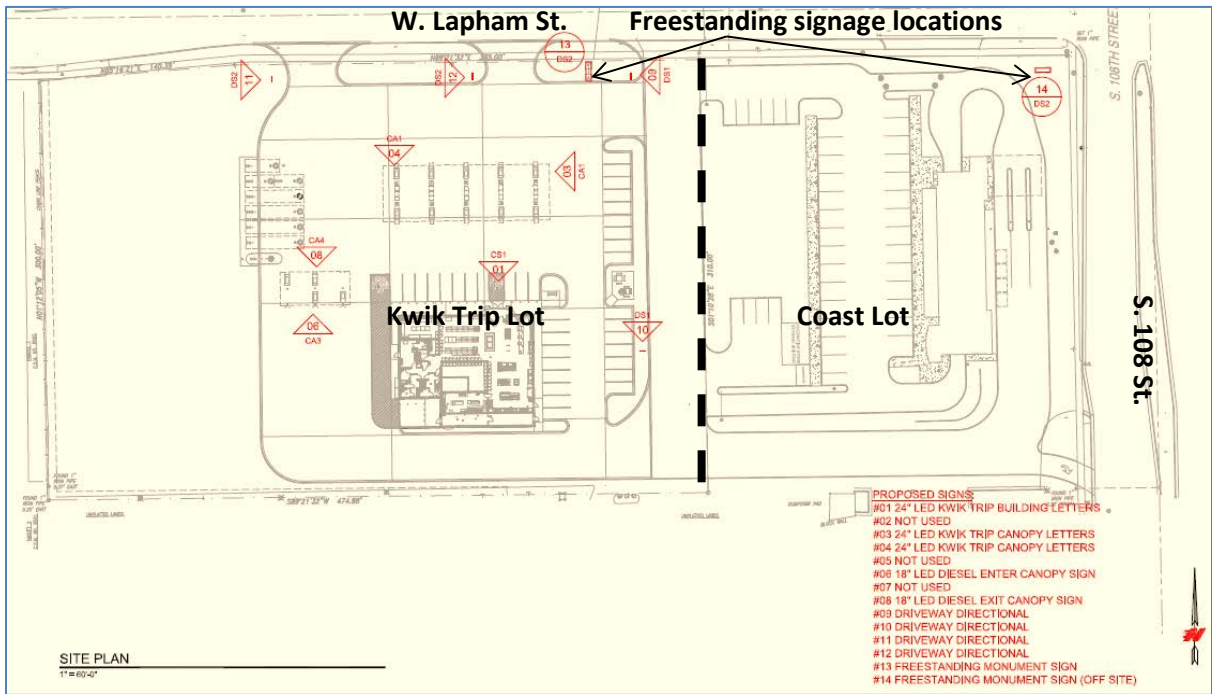 W. Lapham St.
Freestanding signage locations
13
DS2
14
DS2
S. 108TH STREET
DS2
11
DS2
12
09
DS1
CA1
04
03
CA1
CA4
08
CS1
01
06
CA3
DS1
10
Kwik Trip Lot
Coast Lot
S. 108 St.
SITE PLAN
1" = 60'-0"
UNPLATTED LANDS
UNPLATTED LANDS
PROPOSED SIGNS:
#01 24" LED KWIK TRIP BUILDING LETTERS
#02 NOT USED
#03 24" LED KWIK TRIP CANOPY LETTERS
#04 24" LED KWIK TRIP CANOPY LETTERS
#05 NOT USED
#06 18" LED DIESEL ENTER CANOPY SIGN
#07 NOT USED
#08 18" LED DIESEL EXIT CANOPY SIGN
#09 DRIVEWAY DIRECTIONAL
#10 DRIVEWAY DIRECTIONAL
#11 DRIVEWAY DIRECTIONAL
#12 DRIVEWAY DIRECTIONAL
#13 FREESTANDING MONUMENT SIGN
#14 FREESTANDING MONUMENT SIGN (OFF SITE)